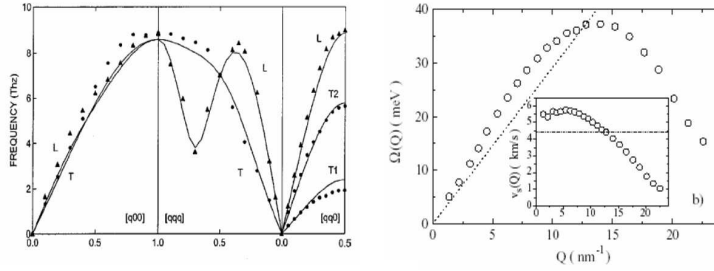 10
8
6
4
2
0
FREQUENCY (Thz)
L
T
[q00]
[qqq]
L
T
L
T2
T1
[qq0]
0.0
0.5
1.0
0.5
0.0
0.5
40
30
20
10
0
Ω(Q) ( meV )
0
5
10
15
20
Q ( nm⁻¹ )
6
5
4
3
2
1
0
v_s(Q) ( km/s )
0
5
10
15
20
b)